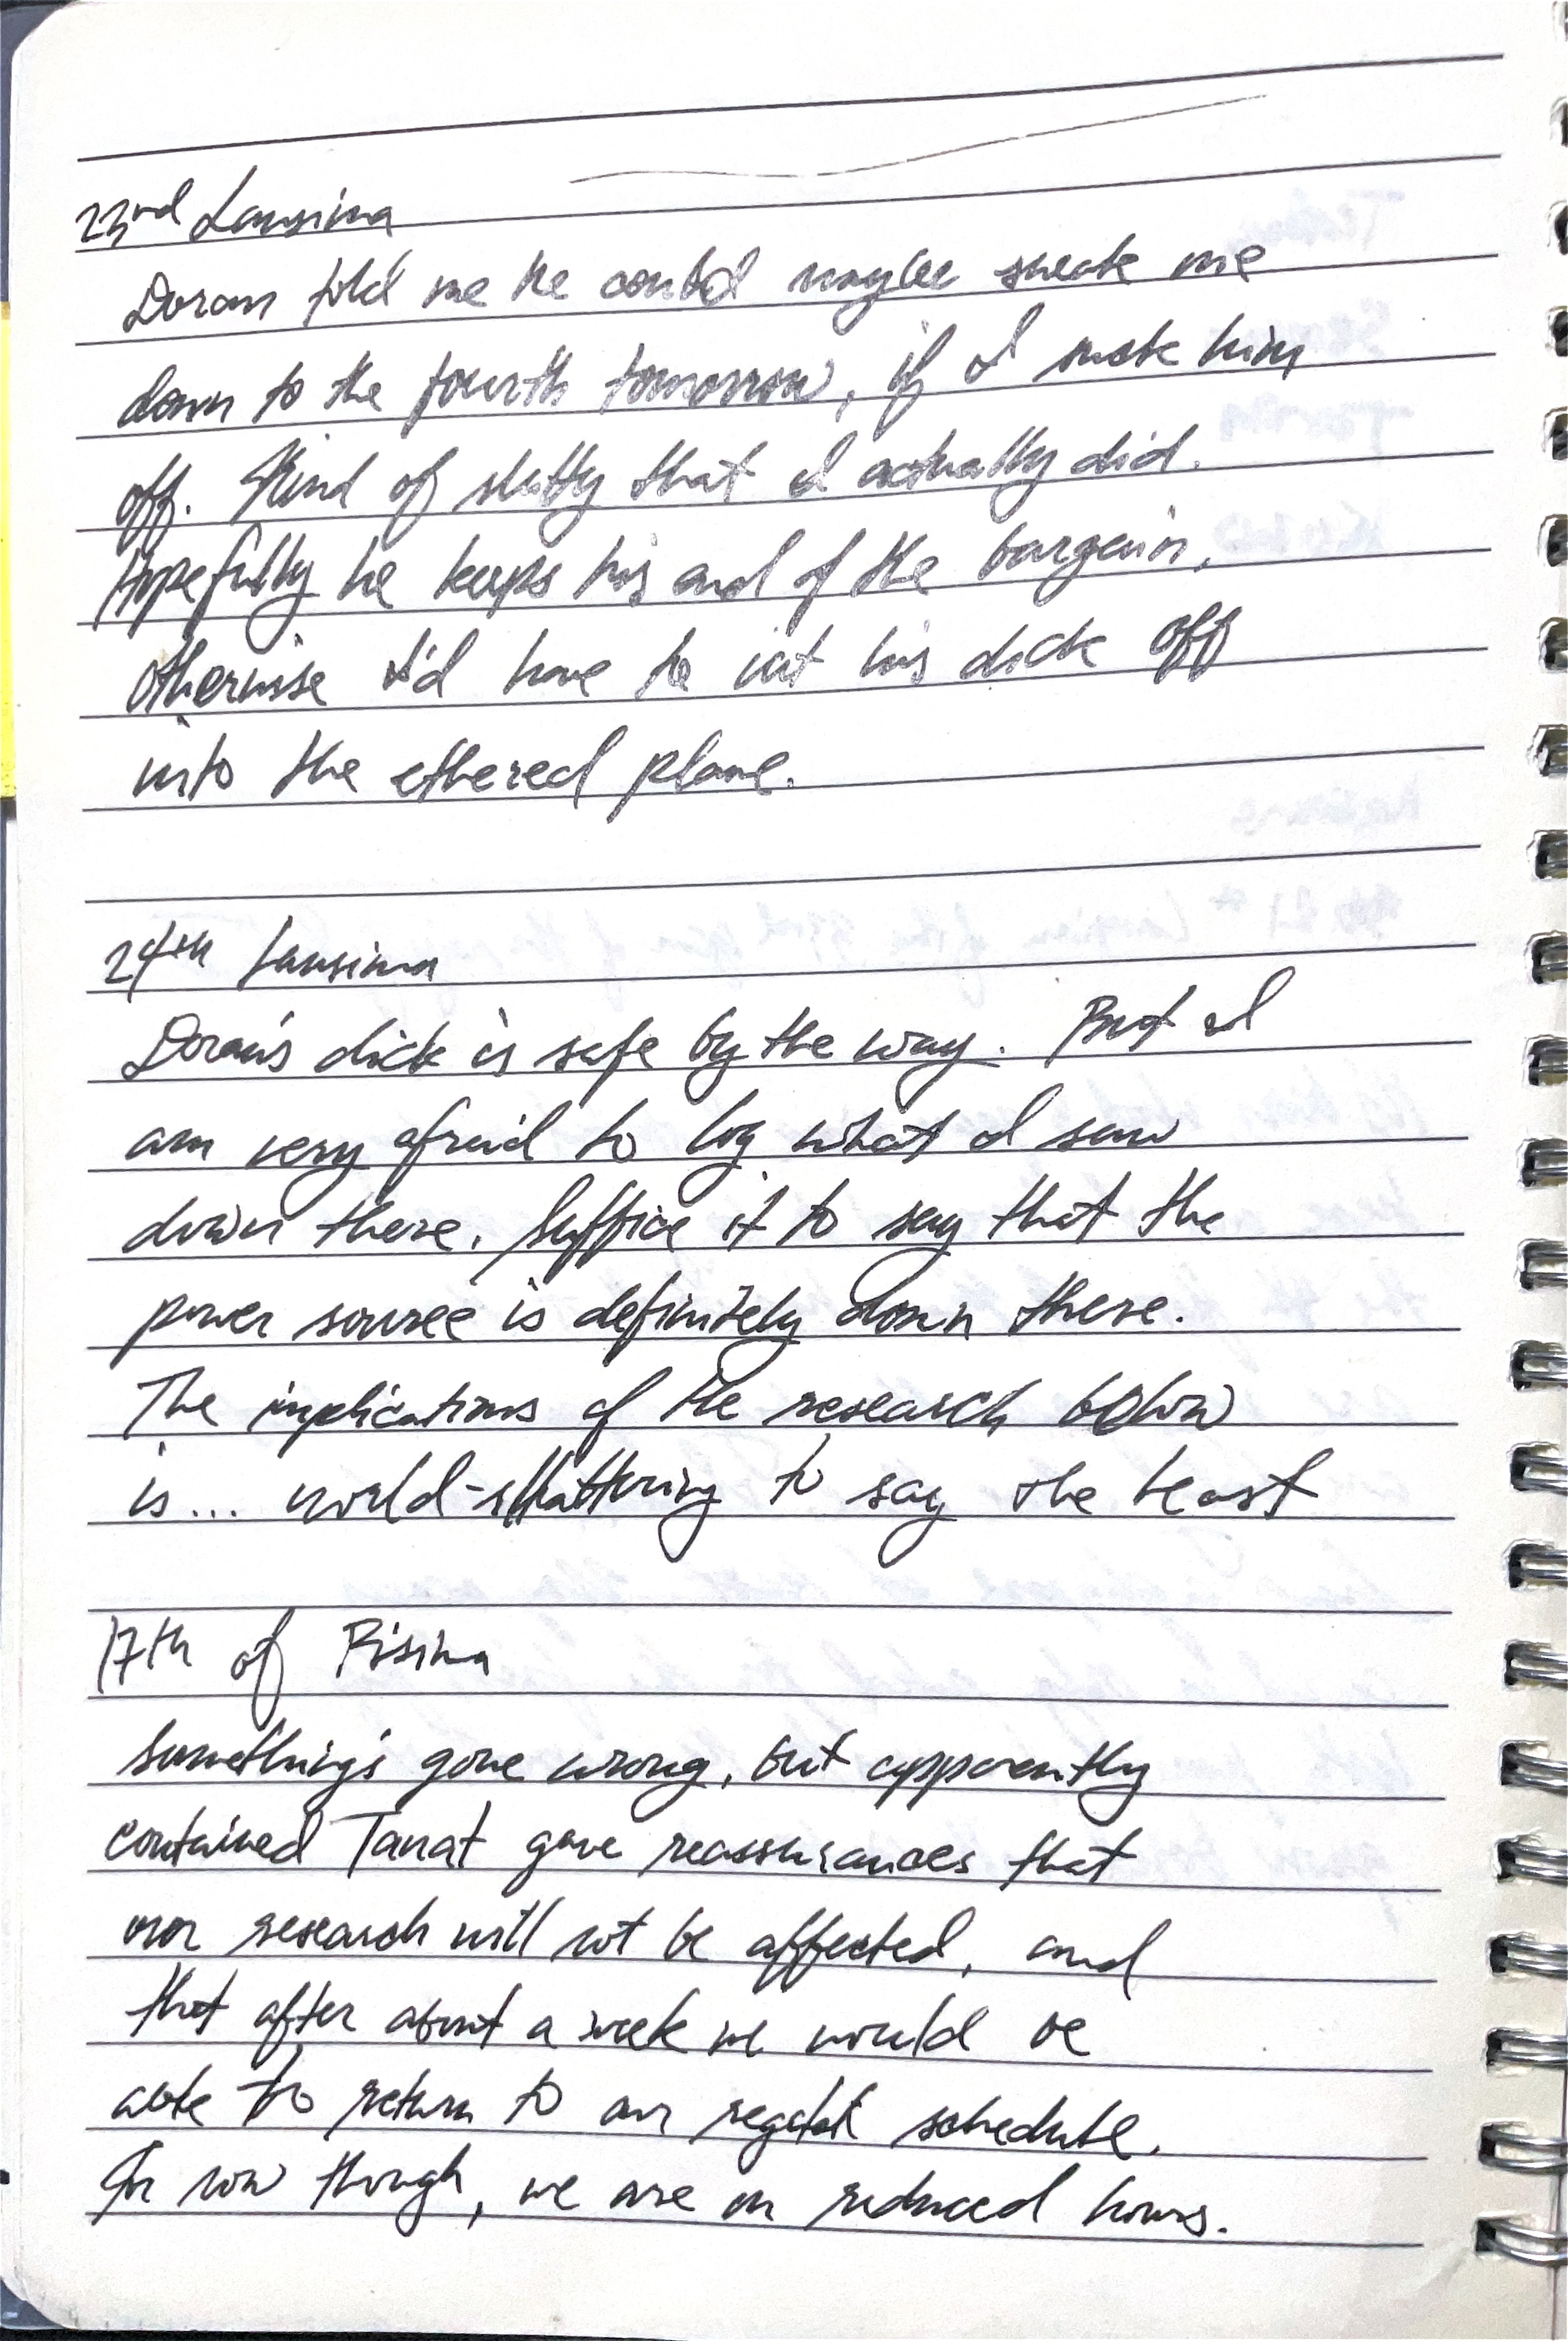 23nd Lansima
Doran told me he could maybe sneak me
down to the fourth tomorrow, if I suck him
off. Kind of slutty that I actually did.
Hopefully he keeps his end of the bargain,
otherwise I'd have to cut his dick off
into the ethereal plane.
24th Lansima
Doran's dick is safe by the way. But I
am very afraid to log what I saw
down there. Suffice it to say that the
power source is definitely down there.
The implications of the research below
is... world-shattering to say the least
17th of Pisima
Something's gone wrong, but apparently
contained Tanat gave reassurances that
our research will not be affected, and
that after about a week we would be
able to return to our regular schedule.
For now though, we are on reduced hours.